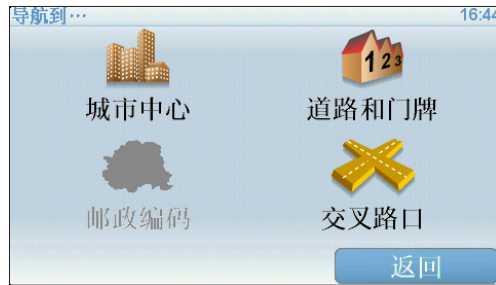 导航到… 16:44
城市中心 道路和门牌
123
邮政编码 交叉路口
返回